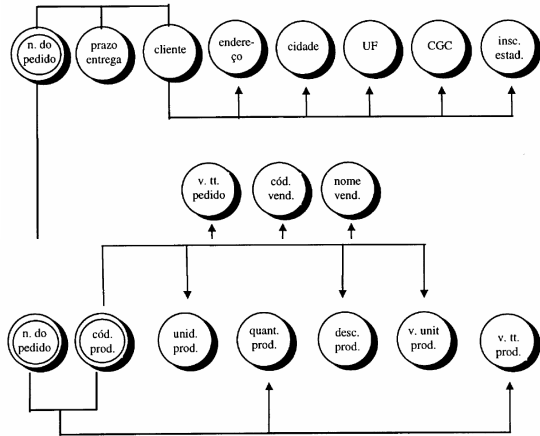 n. do
pedido
prazo
entrega
cliente
endere-
ço
cidade
UF
CGC
insc.
estad.
v. tt.
pedido
cód.
vend.
nome
vend.
n. do
pedido
cód.
prod.
unid.
prod.
quant.
prod.
desc.
prod.
v. unit
prod.
v. tt.
prod.